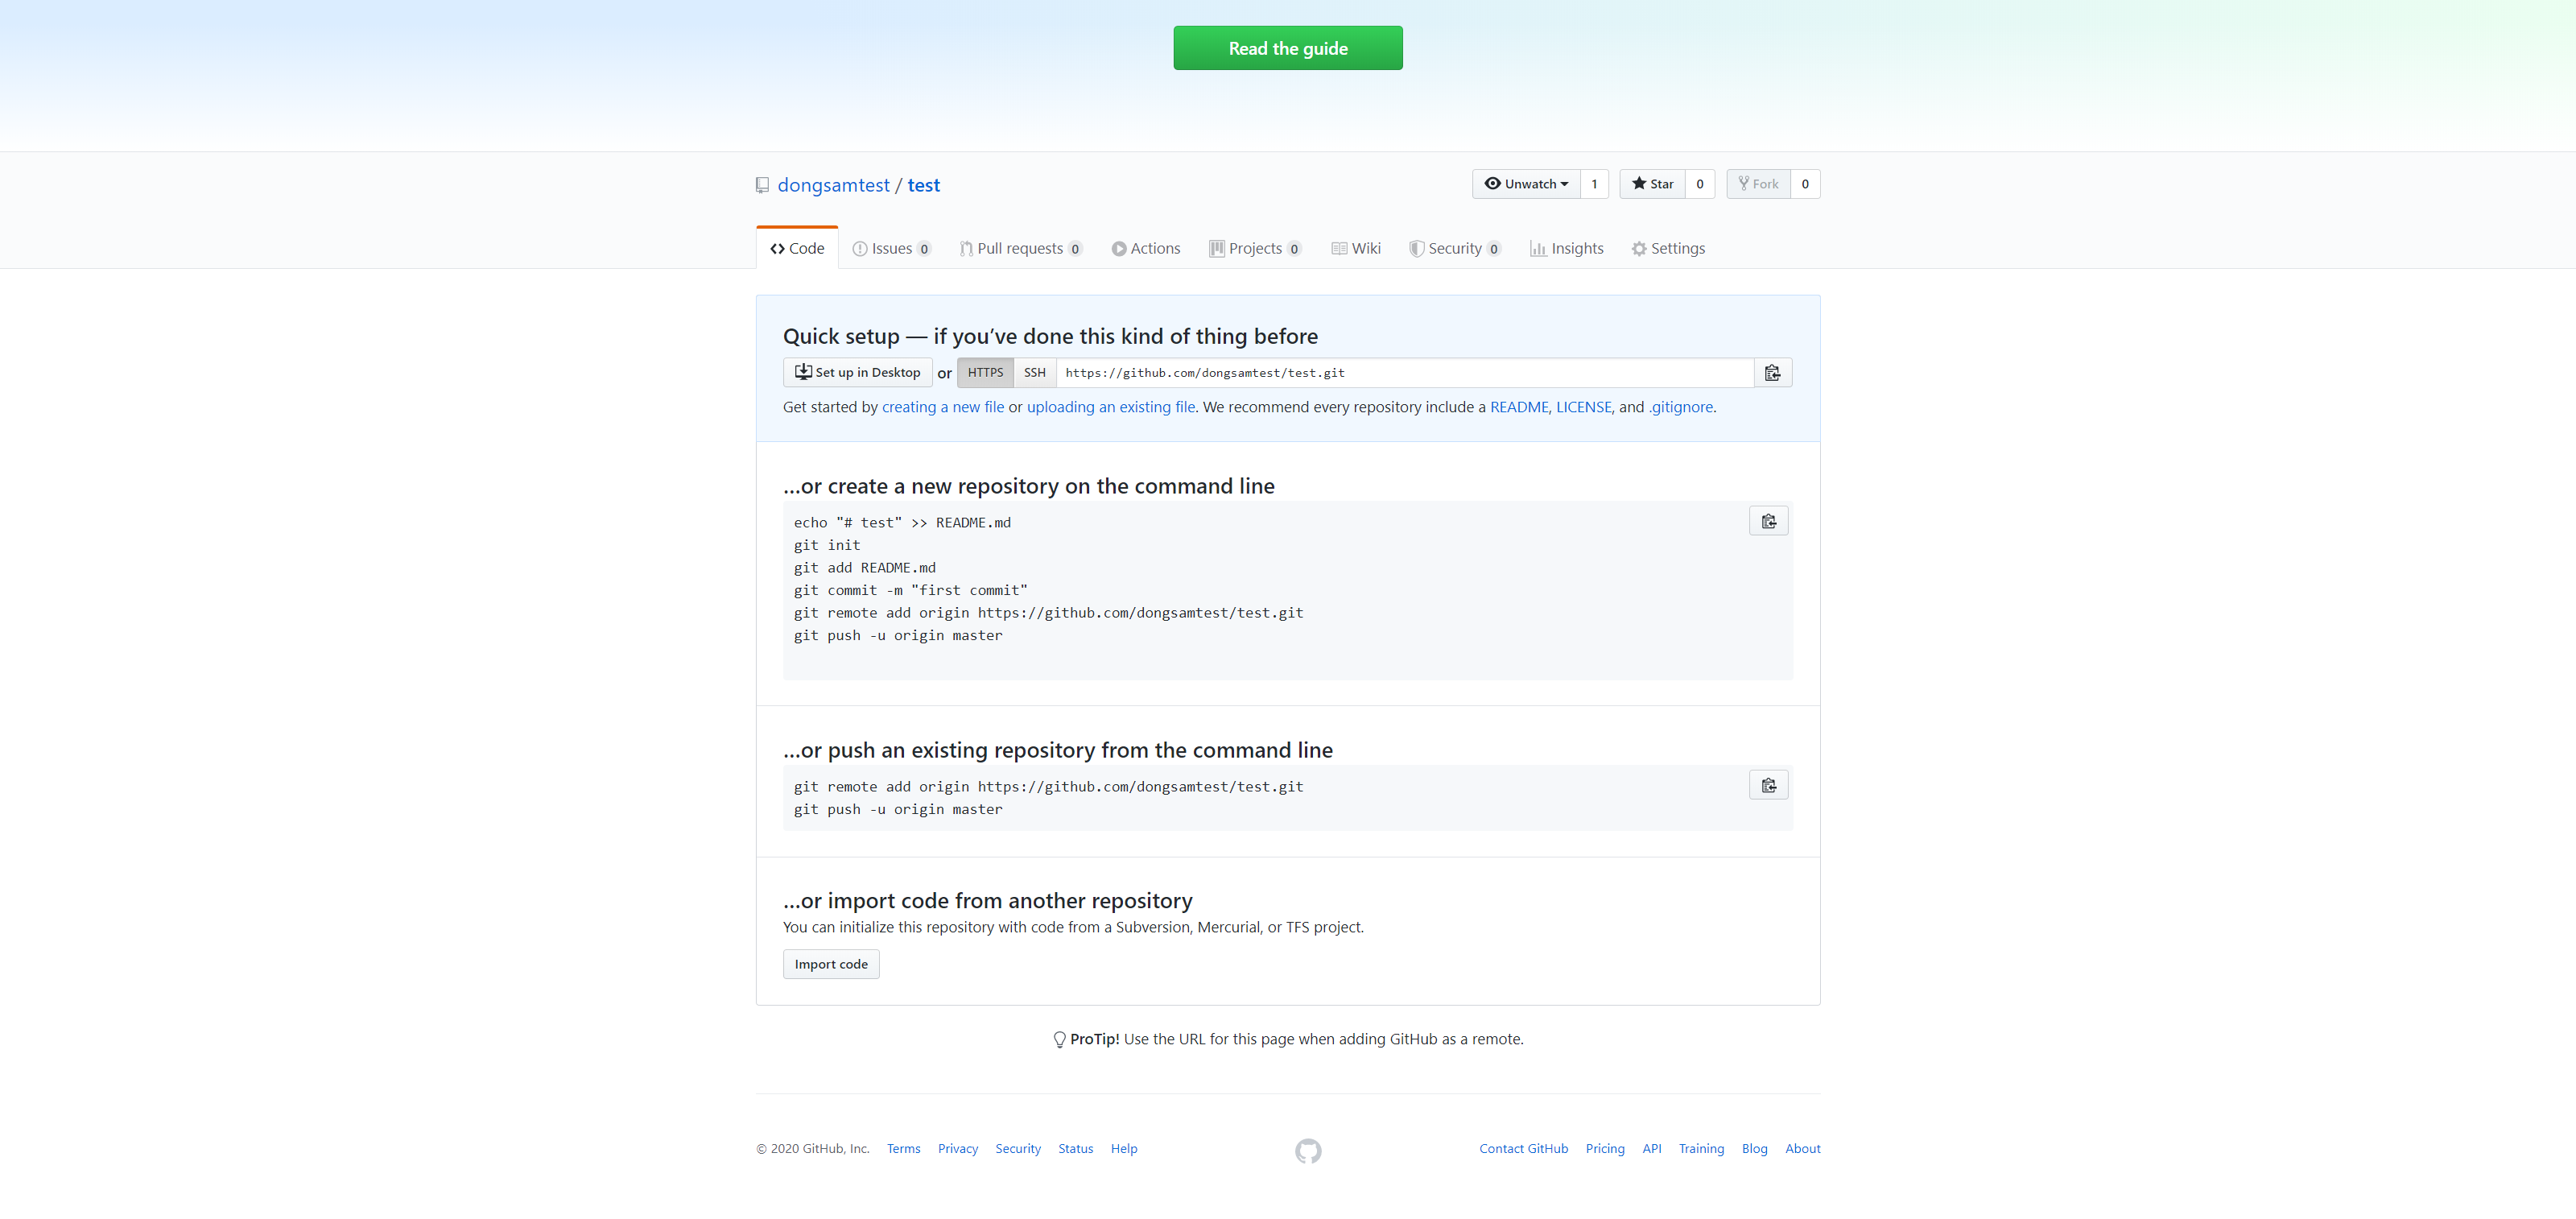 Read the guide
dongsamtest / test
Unwatch 1 Star 0 Fork 0
Code Issues 0 Pull requests 0 Actions Projects 0 Wiki Security 0 Insights Settings
Quick setup — if you’ve done this kind of thing before
Set up in Desktop or HTTPS SSH https://github.com/dongsamtest/test.git
Get started by creating a new file or uploading an existing file. We recommend every repository include a README, LICENSE, and .gitignore.
…or create a new repository on the command line
echo "# test" >> README.md
git init
git add README.md
git commit -m "first commit"
git remote add origin https://github.com/dongsamtest/test.git
git push -u origin master
…or push an existing repository from the command line
git remote add origin https://github.com/dongsamtest/test.git
git push -u origin master
…or import code from another repository
You can initialize this repository with code from a Subversion, Mercurial, or TFS project.
Import code
ProTip! Use the URL for this page when adding GitHub as a remote.
© 2020 GitHub, Inc. Terms Privacy Security Status Help Contact GitHub Pricing API Training Blog About